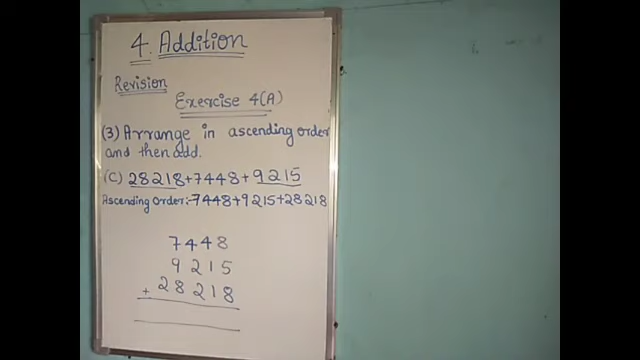 4. Addition
Revision
Exercise 4(A)
(3) Arrange in ascending order
and then add.
(C) 28218+7448+9215
Ascending Order:-7448+9215+28218
7448
9215
+ 28218